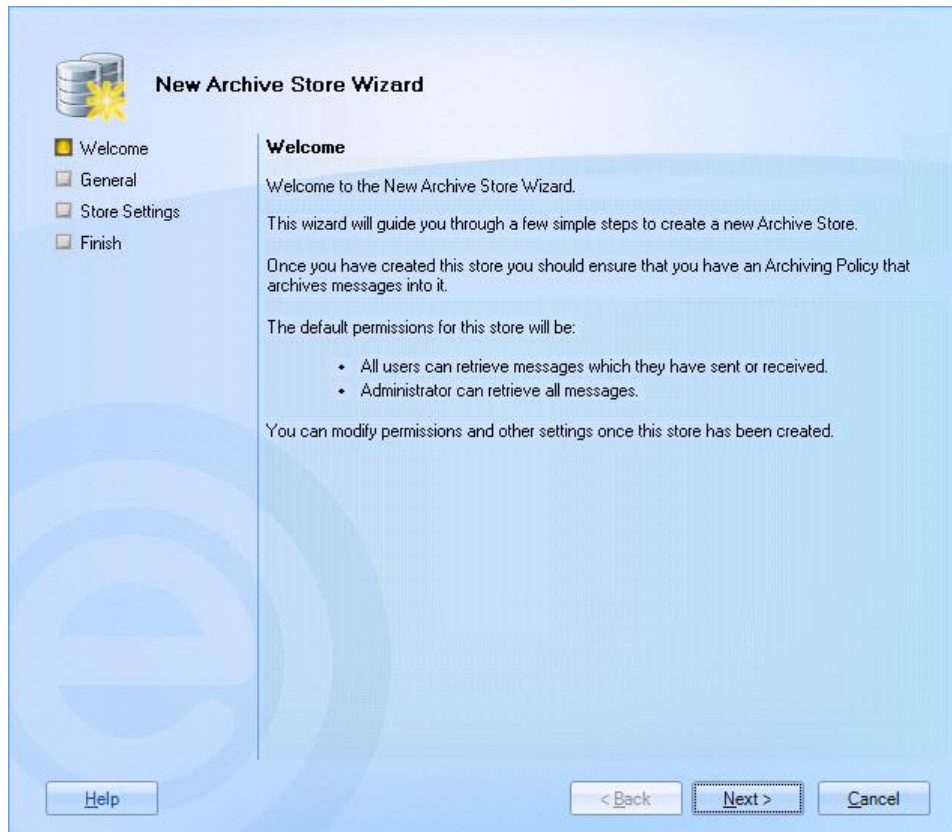 New Archive Store Wizard
Welcome
General
Store Settings
Finish
Welcome
Welcome to the New Archive Store Wizard.
This wizard will guide you through a few simple steps to create a new Archive Store.
Once you have created this store you should ensure that you have an Archiving Policy that
archives messages into it.
The default permissions for this store will be:
• All users can retrieve messages which they have sent or received.
• Administrator can retrieve all messages.
You can modify permissions and other settings once this store has been created.
Help
< Back
Next >
Cancel